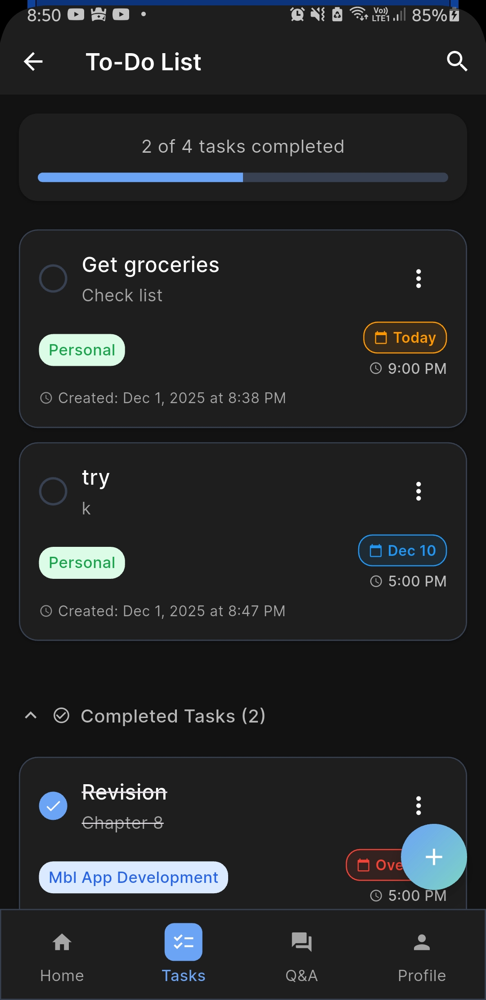 8:50
Vo))
LTE1
85%
To-Do List
2 of 4 tasks completed
Get groceries
Check list
Personal
Today
9:00 PM
Created: Dec 1, 2025 at 8:38 PM
try
k
Personal
Dec 10
5:00 PM
Created: Dec 1, 2025 at 8:47 PM
Completed Tasks (2)
Revision
Chapter 8
Mbl App Development
Ove
5:00 PM
Home
Tasks
Q&A
Profile